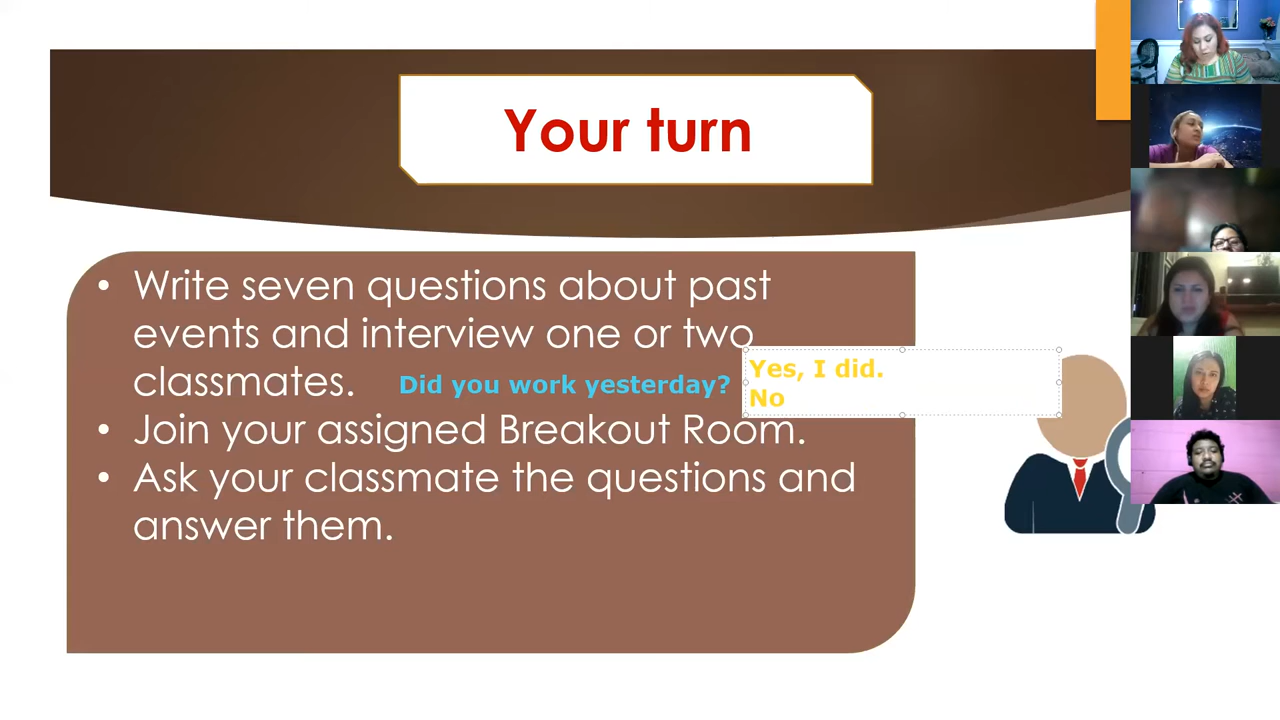 Your turn
• Write seven questions about past
events and interview one or two
classmates.
Did you work yesterday?
Yes, I did.
No
• Join your assigned Breakout Room.
• Ask your classmate the questions and
answer them.